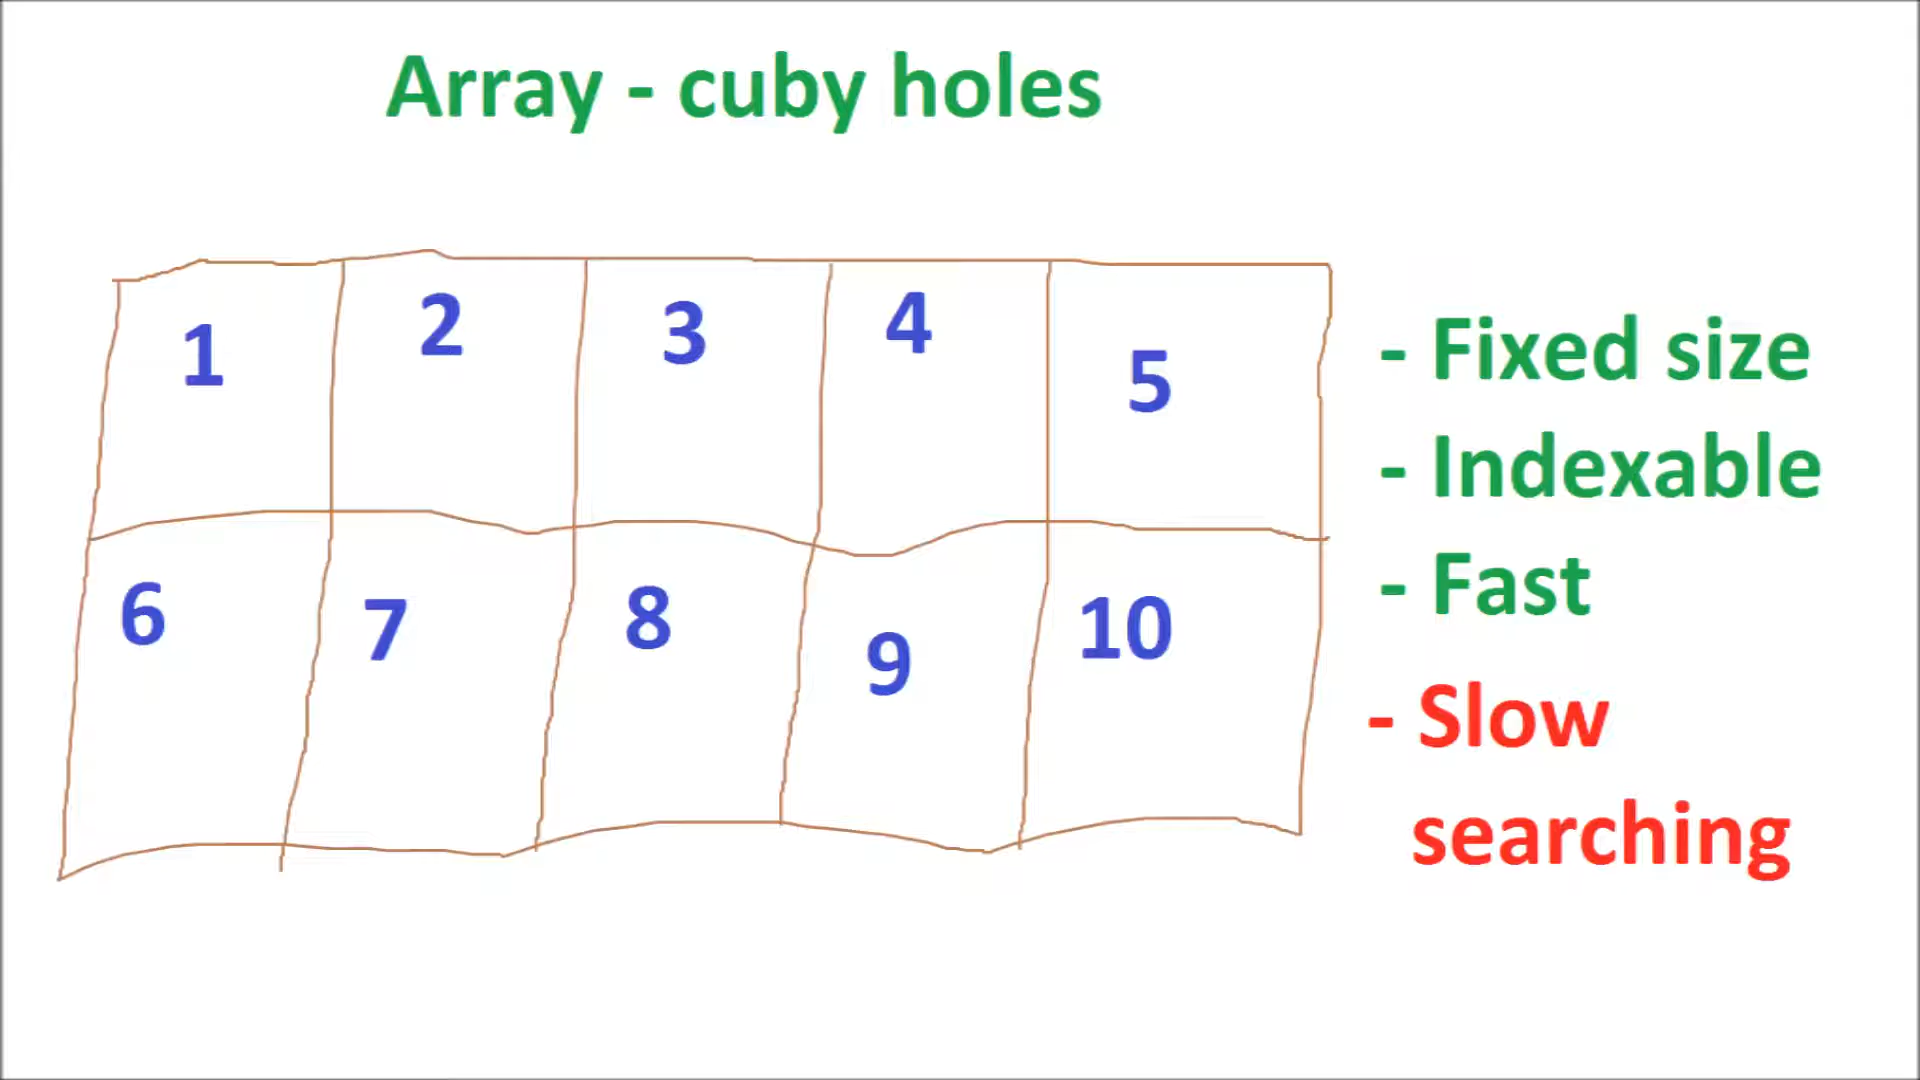 Array - cuby holes
1 2 3 4 5
6 7 8 9 10
- Fixed size
- Indexable
- Fast
- Slow
searching